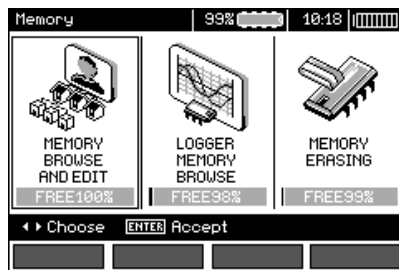 Memory 99% 10:18
MEMORY BROWSE AND EDIT
FREE100%
LOGGER MEMORY BROWSE
FREE98%
MEMORY ERASING
FREE99%
Choose ENTER Accept